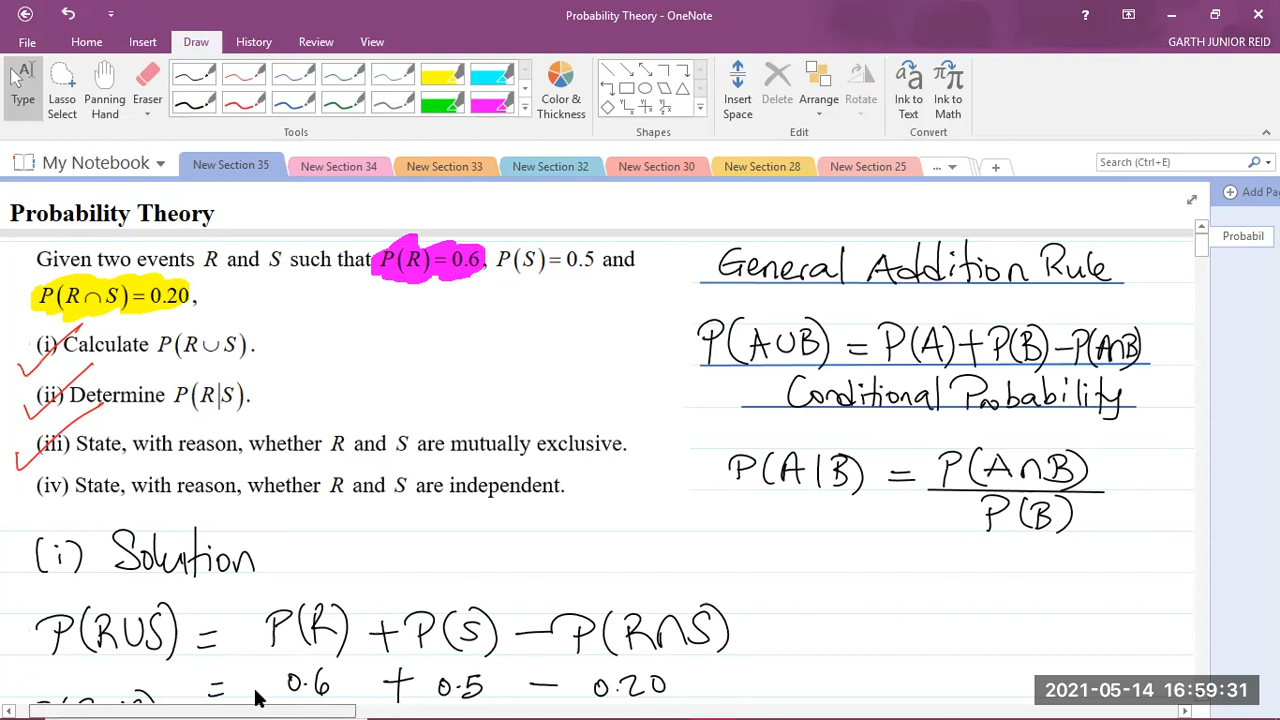 Probability Theory - OneNote
GARTH JUNIOR REID
File Home Insert Draw History Review View
Type
Lasso Select
Panning Hand
Eraser
Color & Thickness
Insert Space
Delete
Arrange
Rotate
Ink to Text
Ink to Math
Tools
Shapes
Edit
Convert
My Notebook
New Section 35 New Section 34 New Section 33 New Section 32 New Section 30 New Section 28 New Section 25 ...
Search (Ctrl+E)
Add Pa
Probabil
Probability Theory
Given two events R and S such that P(R) = 0.6, P(S) = 0.5 and
P(R ∩ S) = 0.20,
(i) Calculate P(R ∪ S).
(ii) Determine P(R|S).
(iii) State, with reason, whether R and S are mutually exclusive.
(iv) State, with reason, whether R and S are independent.
General Addition Rule
P(A∪B) = P(A)+P(B)-P(A∩B)
Conditional Probability
P(A|B) = P(A∩B)
P(B)
(i) Solution
P(R∪S) = P(R) + P(S) - P(R∩S)
= 0.6 + 0.5 - 0.20
2021-05-14 16:59:31